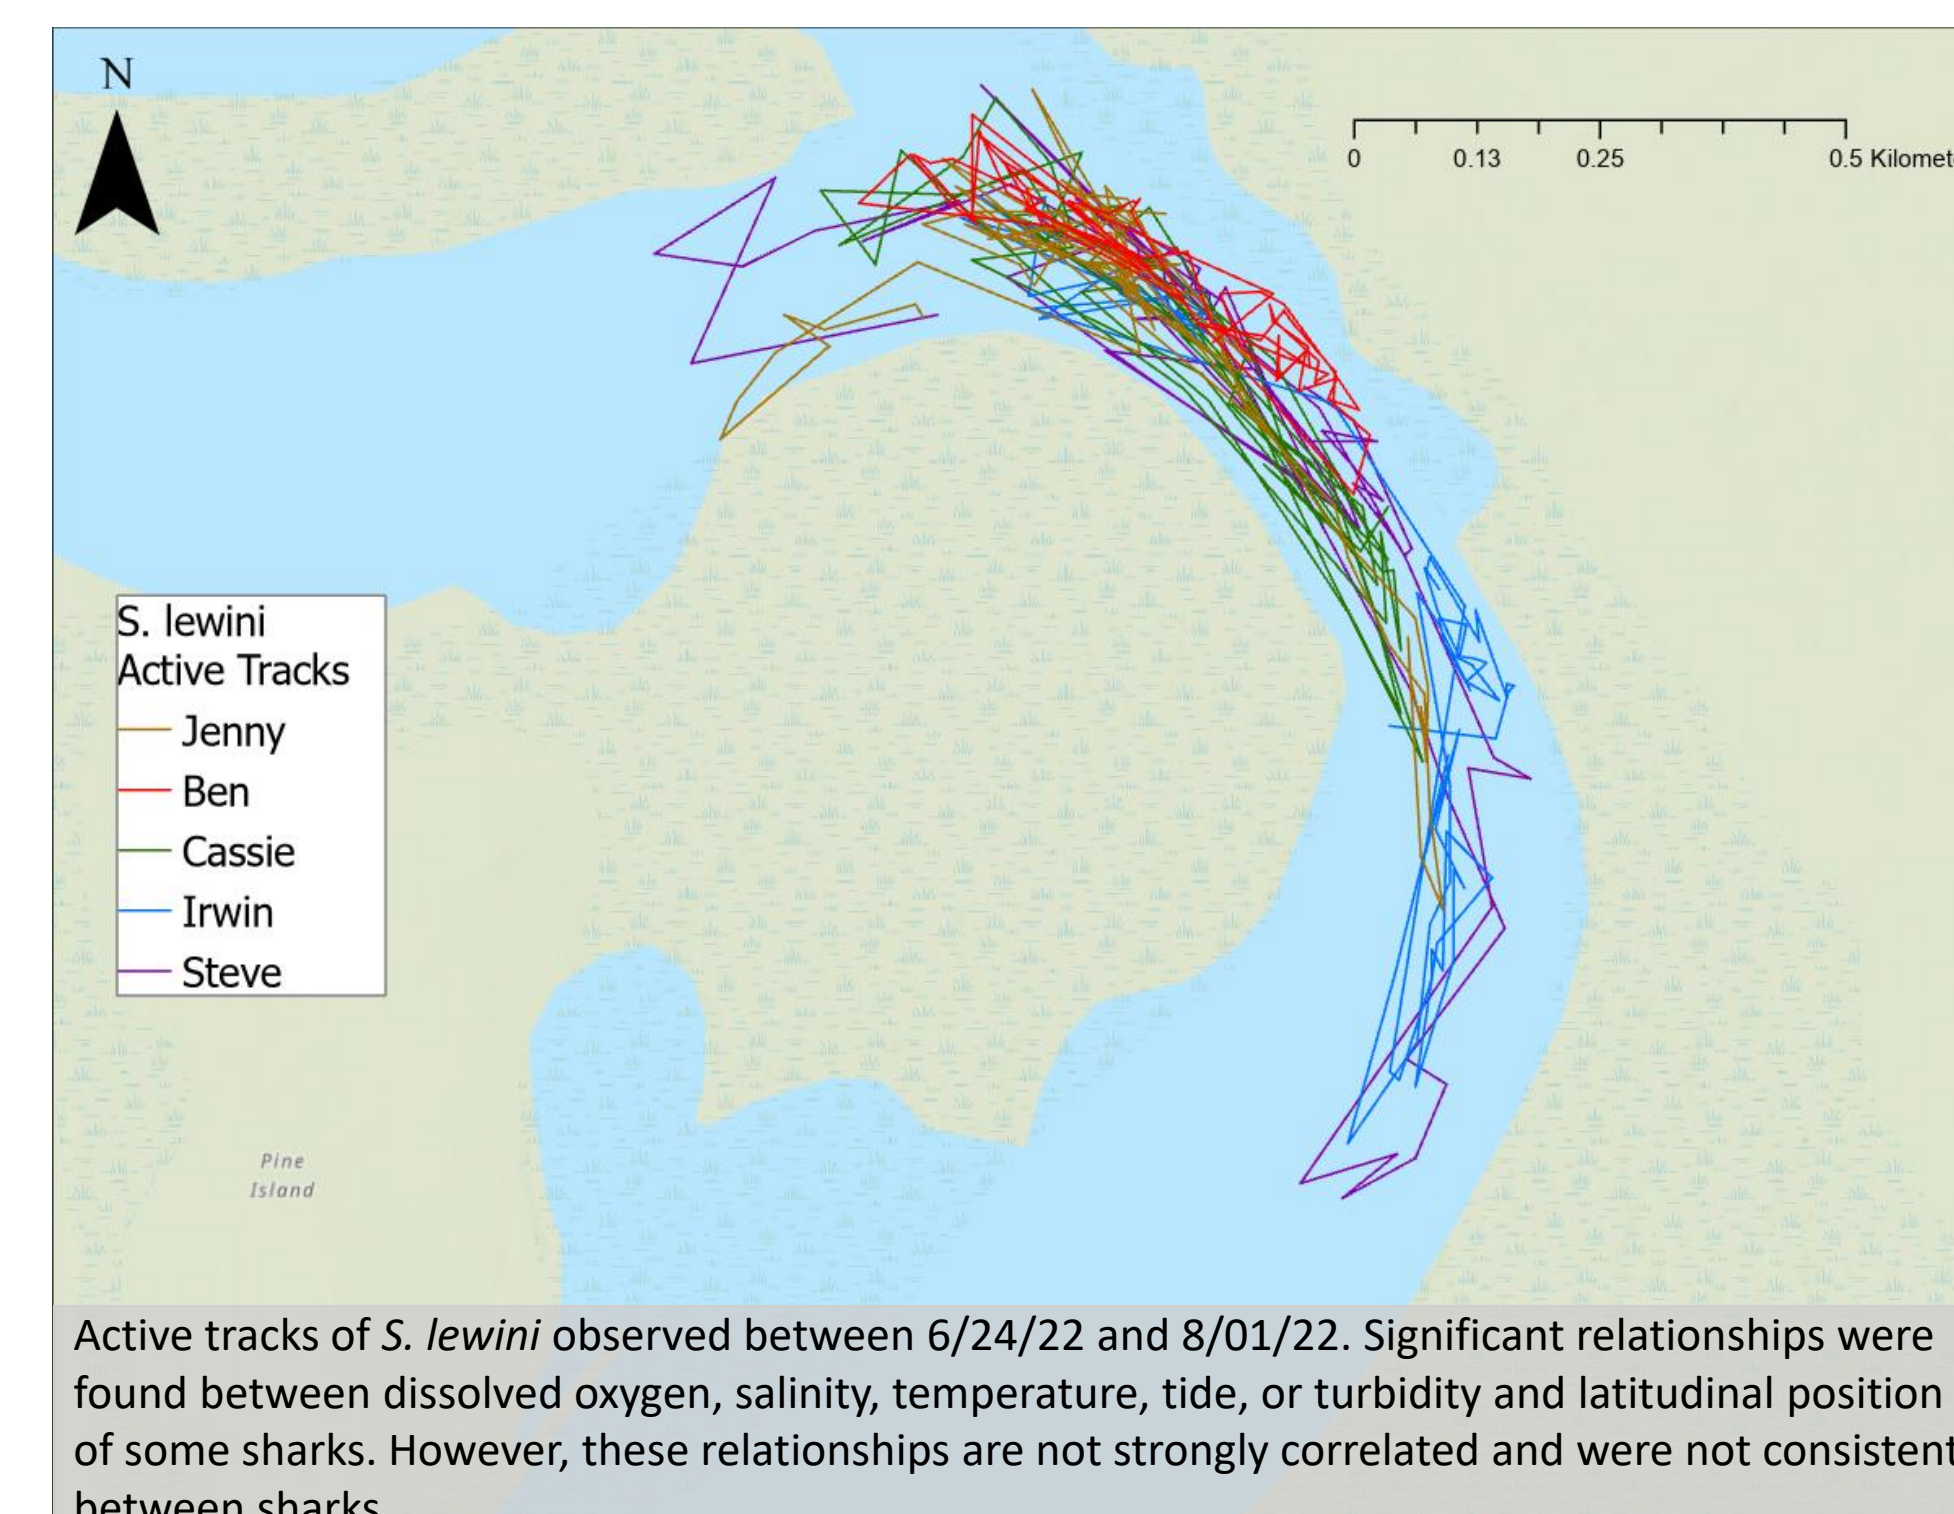 N
0 0.13 0.25 0.5 Kilomet
S. lewini
Active Tracks
Jenny
Ben
Cassie
Irwin
Steve
Pine
Island
Active tracks of S. lewini observed between 6/24/22 and 8/01/22. Significant relationships were
found between dissolved oxygen, salinity, temperature, tide, or turbidity and latitudinal position
of some sharks. However, these relationships are not strongly correlated and were not consistent
between sharks